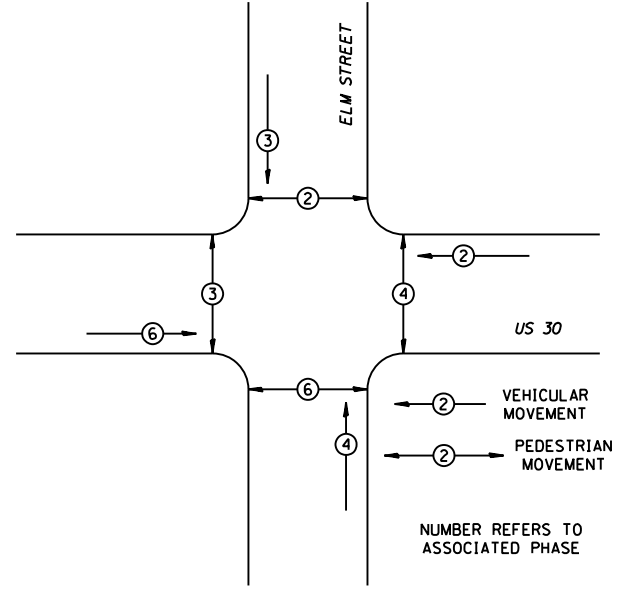 ELM STREET
3
2
2
3
4
6
US 30
6
4
2
VEHICULAR
MOVEMENT
2
PEDESTRIAN
MOVEMENT
NUMBER REFERS TO
ASSOCIATED PHASE